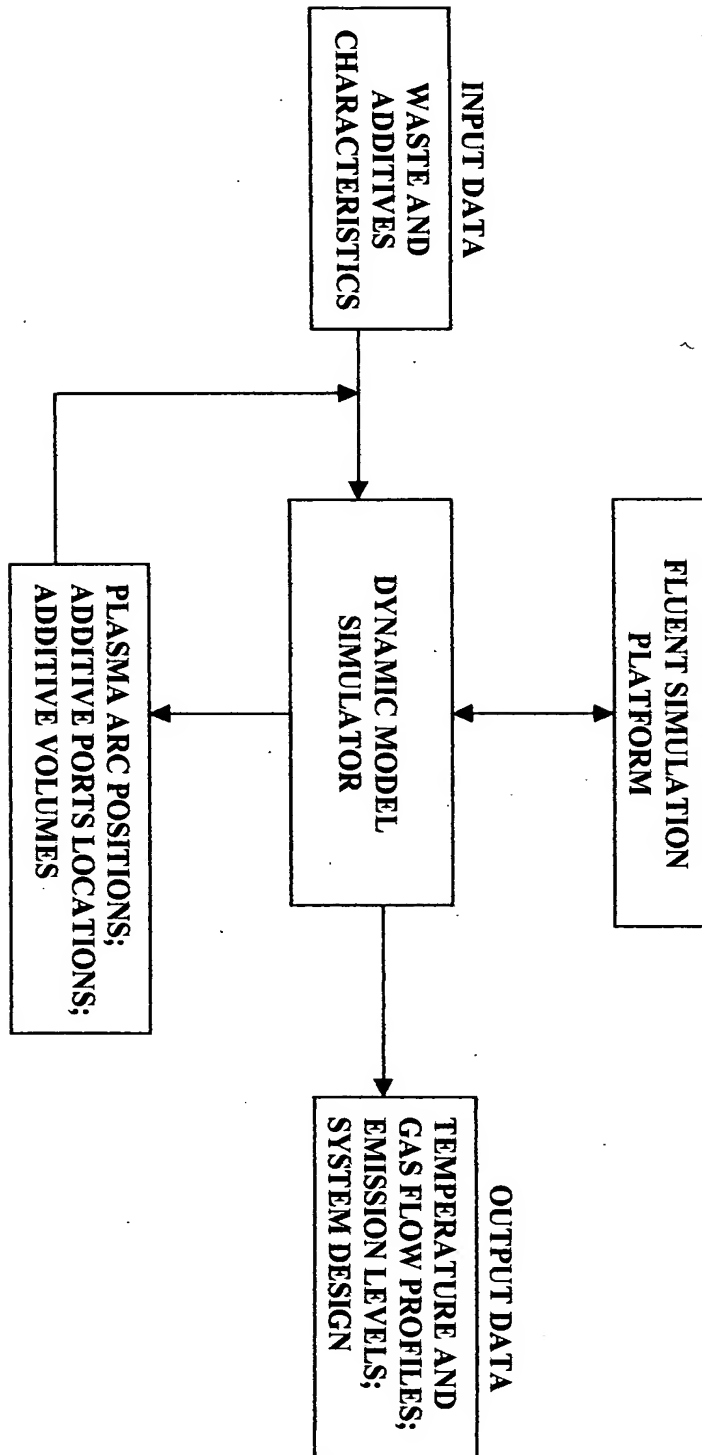 FLUENT SIMULATION
PLATFORM
INPUT DATA
WASTE AND
ADDITIVES
CHARACTERISTICS
DYNAMIC MODEL
SIMULATOR
OUTPUT DATA
TEMPERATURE AND
GAS FLOW PROFILES;
EMISSION LEVELS;
SYSTEM DESIGN
PLASMA ARC POSITIONS;
ADDITIVE PORTS LOCATIONS;
ADDITIVE VOLUMES